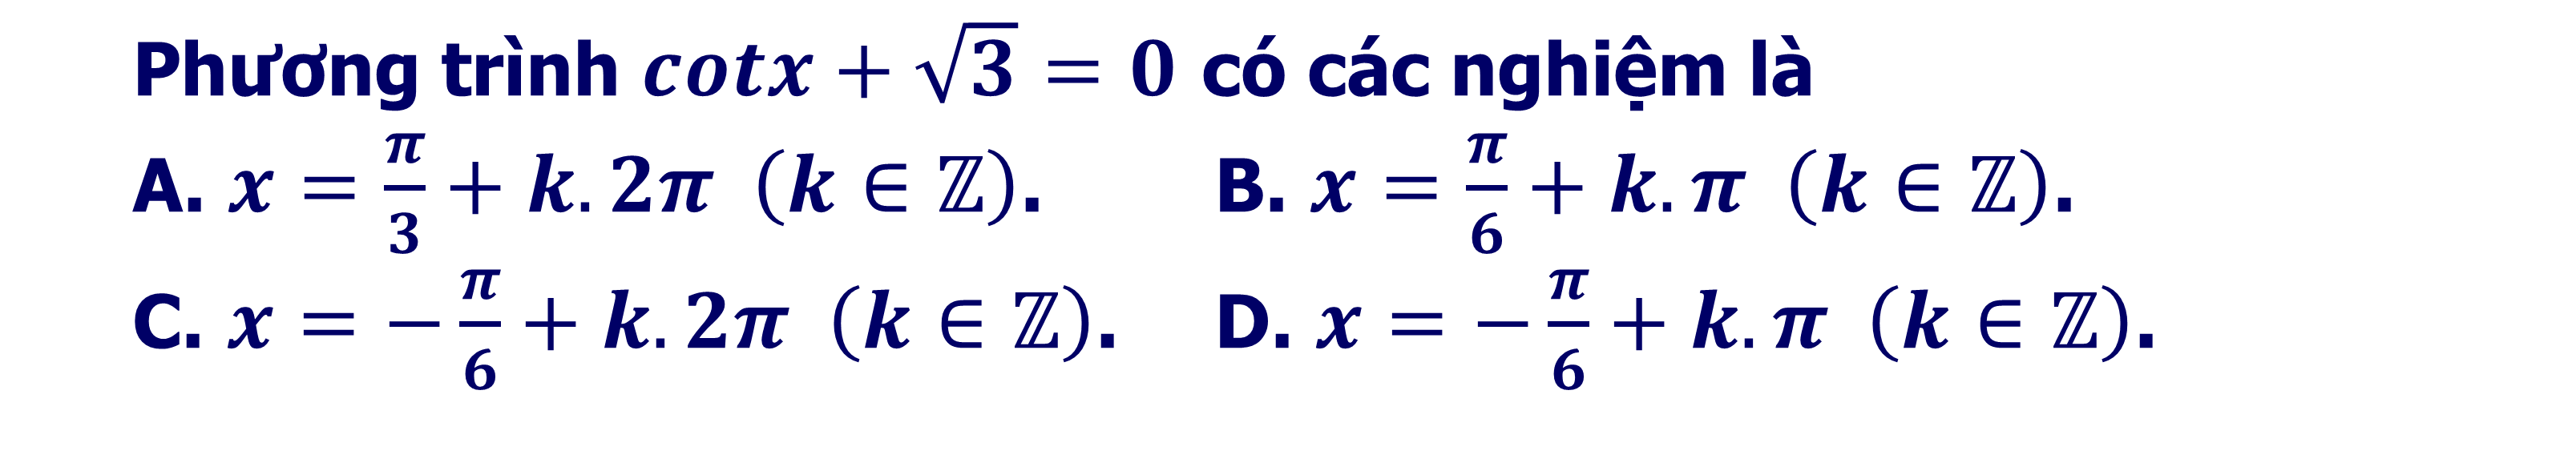 Phương trình cotx + √3 = 0 có các nghiệm là
A. x = π/3 + k. 2π (k ∈ ℤ). B. x = π/6 + k. π (k ∈ ℤ).
C. x = −π/6 + k. 2π (k ∈ ℤ). D. x = −π/6 + k. π (k ∈ ℤ).